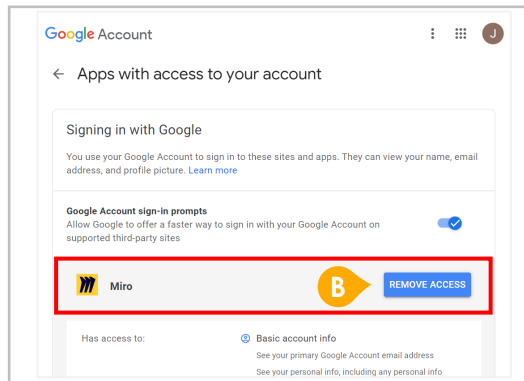 Google Account
J
Apps with access to your account
Signing in with Google
You use your Google Account to sign in to these sites and apps. They can view your name, email
address, and profile picture. Learn more
Google Account sign-in prompts
Allow Google to offer a faster way to sign in with your Google Account on
supported third-party sites
Miro
B
REMOVE ACCESS
Has access to:
Basic account info
See your primary Google Account email address
See your personal info, including any personal info